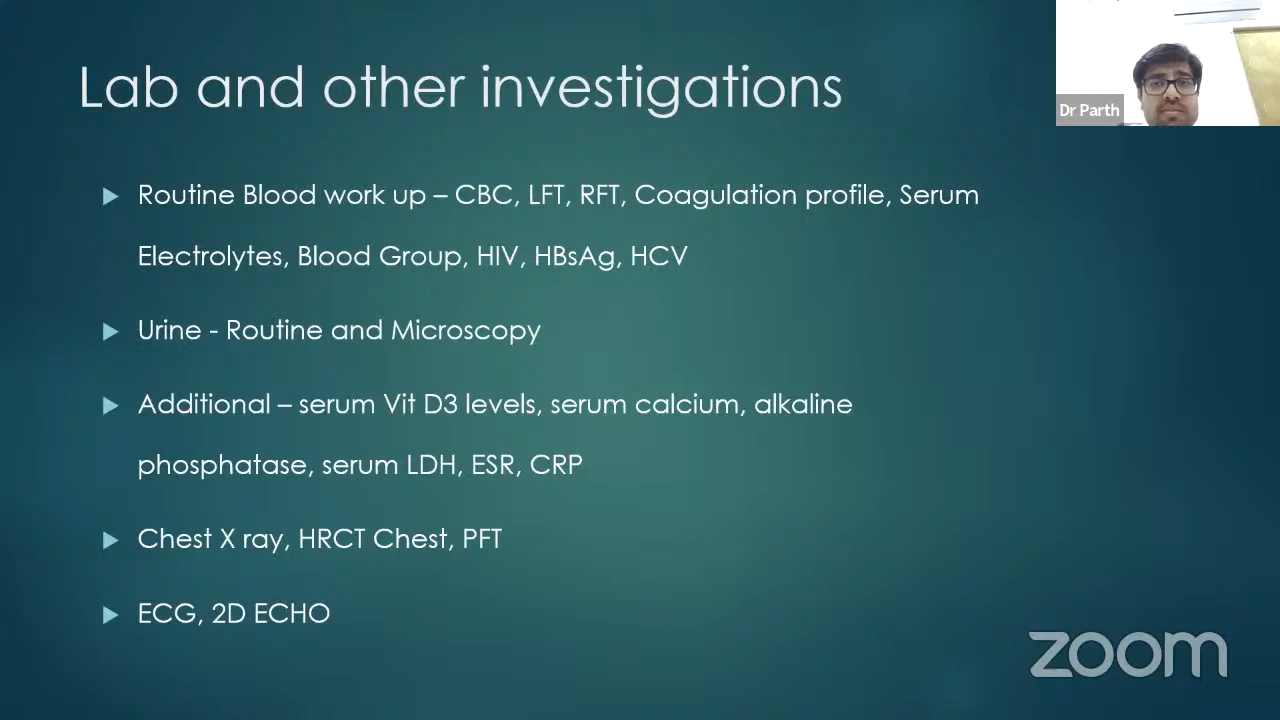 Lab and other investigations
Dr Parth
Routine Blood work up – CBC, LFT, RFT, Coagulation profile, Serum
Electrolytes, Blood Group, HIV, HBsAg, HCV
Urine - Routine and Microscopy
Additional – serum Vit D3 levels, serum calcium, alkaline
phosphatase, serum LDH, ESR, CRP
Chest X ray, HRCT Chest, PFT
ECG, 2D ECHO
zoom